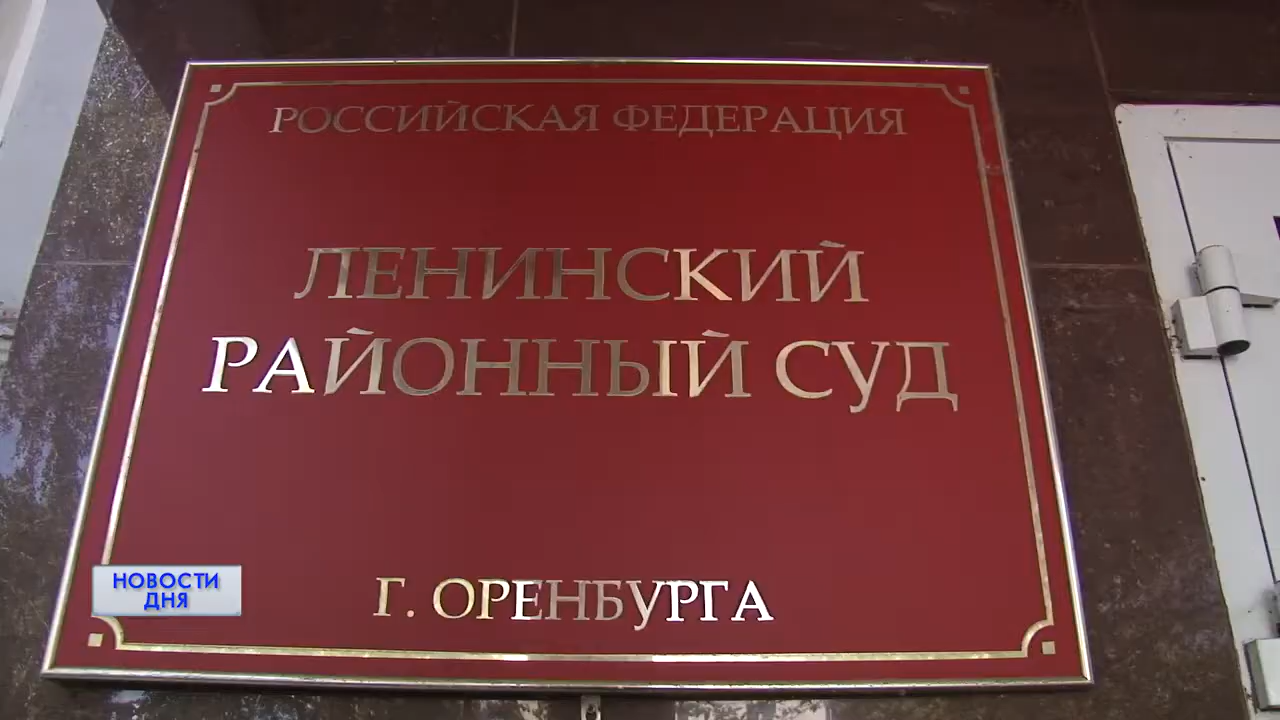 РОССИЙСКАЯ ФЕДЕРАЦИЯ
ЛЕНИНСКИЙ
РАЙОННЫЙ СУД
Г. ОРЕНБУРГА
НОВОСТИ
ДНЯ